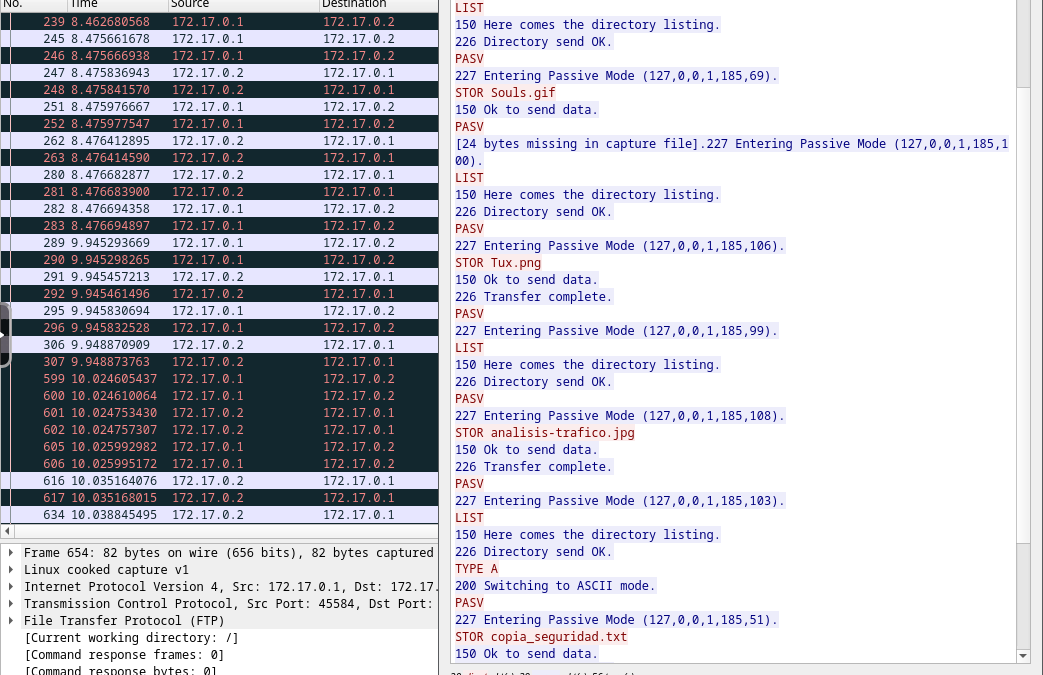 No.	Time	Source	Destination
239 8.462680568 172.17.0.1 172.17.0.2
245 8.475661678 172.17.0.1 172.17.0.2
246 8.475666938 172.17.0.1 172.17.0.2
247 8.475836943 172.17.0.2 172.17.0.1
248 8.475841570 172.17.0.2 172.17.0.1
251 8.475976667 172.17.0.1 172.17.0.2
252 8.475977547 172.17.0.1 172.17.0.2
262 8.476412895 172.17.0.2 172.17.0.1
263 8.476414590 172.17.0.2 172.17.0.1
280 8.476682877 172.17.0.2 172.17.0.1
281 8.476683900 172.17.0.2 172.17.0.1
282 8.476694358 172.17.0.1 172.17.0.2
283 8.476694897 172.17.0.1 172.17.0.2
289 9.945293669 172.17.0.1 172.17.0.2
290 9.945298265 172.17.0.1 172.17.0.2
291 9.945457213 172.17.0.2 172.17.0.1
292 9.945461496 172.17.0.2 172.17.0.1
295 9.945830694 172.17.0.1 172.17.0.2
296 9.945832528 172.17.0.1 172.17.0.2
306 9.948870909 172.17.0.2 172.17.0.1
307 9.948873763 172.17.0.2 172.17.0.1
599 10.024605437 172.17.0.1 172.17.0.2
600 10.024610064 172.17.0.1 172.17.0.2
601 10.024753430 172.17.0.2 172.17.0.1
602 10.024757307 172.17.0.2 172.17.0.1
605 10.025992982 172.17.0.1 172.17.0.2
606 10.025995172 172.17.0.1 172.17.0.2
616 10.035164076 172.17.0.2 172.17.0.1
617 10.035168015 172.17.0.2 172.17.0.1
634 10.038845495 172.17.0.2 172.17.0.1
Frame 654: 82 bytes on wire (656 bits), 82 bytes captured
Linux cooked capture v1
Internet Protocol Version 4, Src: 172.17.0.1, Dst: 172.17.
Transmission Control Protocol, Src Port: 45584, Dst Port:
File Transfer Protocol (FTP)
[Current working directory: /]
[Command response frames: 0]
[Command response bytes: 0]
LIST
150 Here comes the directory listing.
226 Directory send OK.
PASV
227 Entering Passive Mode (127,0,0,1,185,69).
STOR Souls.gif
150 Ok to send data.
PASV
[24 bytes missing in capture file].227 Entering Passive Mode (127,0,0,1,185,1
00).
LIST
150 Here comes the directory listing.
226 Directory send OK.
PASV
227 Entering Passive Mode (127,0,0,1,185,106).
STOR Tux.png
150 Ok to send data.
226 Transfer complete.
PASV
227 Entering Passive Mode (127,0,0,1,185,99).
LIST
150 Here comes the directory listing.
226 Directory send OK.
PASV
227 Entering Passive Mode (127,0,0,1,185,108).
STOR analisis-trafico.jpg
150 Ok to send data.
226 Transfer complete.
PASV
227 Entering Passive Mode (127,0,0,1,185,103).
LIST
150 Here comes the directory listing.
226 Directory send OK.
TYPE A
200 Switching to ASCII mode.
PASV
227 Entering Passive Mode (127,0,0,1,185,51).
STOR copia_seguridad.txt
150 Ok to send data.